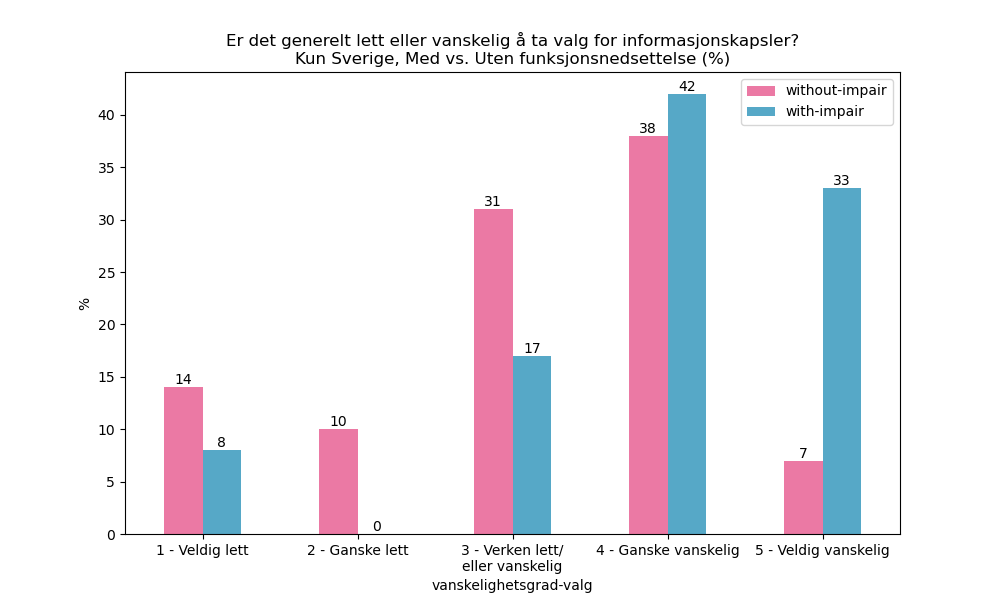 Er det generelt lett eller vanskelig å ta valg for informasjonskapsler?
Kun Sverige, Med vs. Uten funksjonsnedsettelse (%)
without-impair
with-impair
%
40
35
30
25
20
15
10
5
0
14
8
10
0
31
17
38
42
7
33
1 - Veldig lett
2 - Ganske lett
3 - Verken lett/
eller vanskelig
4 - Ganske vanskelig
5 - Veldig vanskelig
vanskelighetsgrad-valg